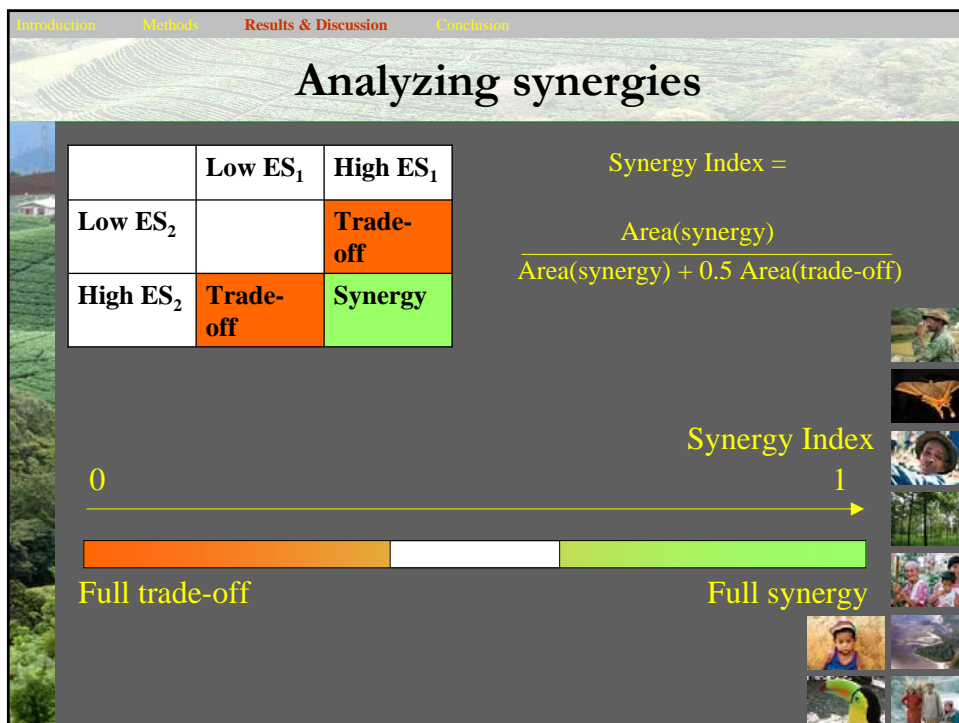 Introduction Methods Results & Discussion Conclusion
Analyzing synergies
Low ES₁ High ES₁
Low ES₂ Trade-
off
High ES₂ Trade- Synergy
off
Synergy Index =
Area(synergy)
Area(synergy) + 0.5 Area(trade-off)
Synergy Index
0 1
Full trade-off Full synergy